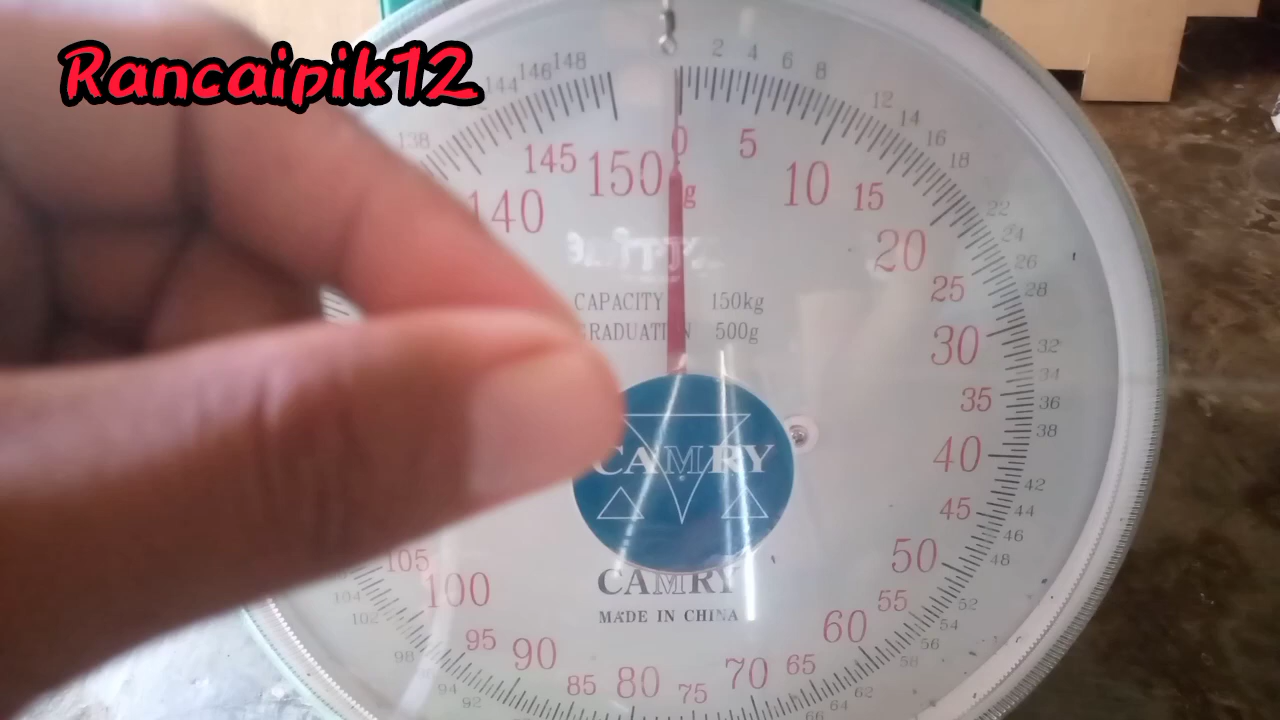 Rancaipik12
2 4 6 8 12 14 16 18 22 24 26 28 32 34 36 38 42 44 46 48 52 54 56 58 62 64 66
92 94 98 102 104 138 144 146 148
0 5 10 15 20 25 30 35 40 45 50 55 60 65 70 75 80 85 90 95 100 105 140 145 150
CAPACITY 150kg
GRADUATI N 500g
CAMRY
CAMRY
MADE IN CHINA